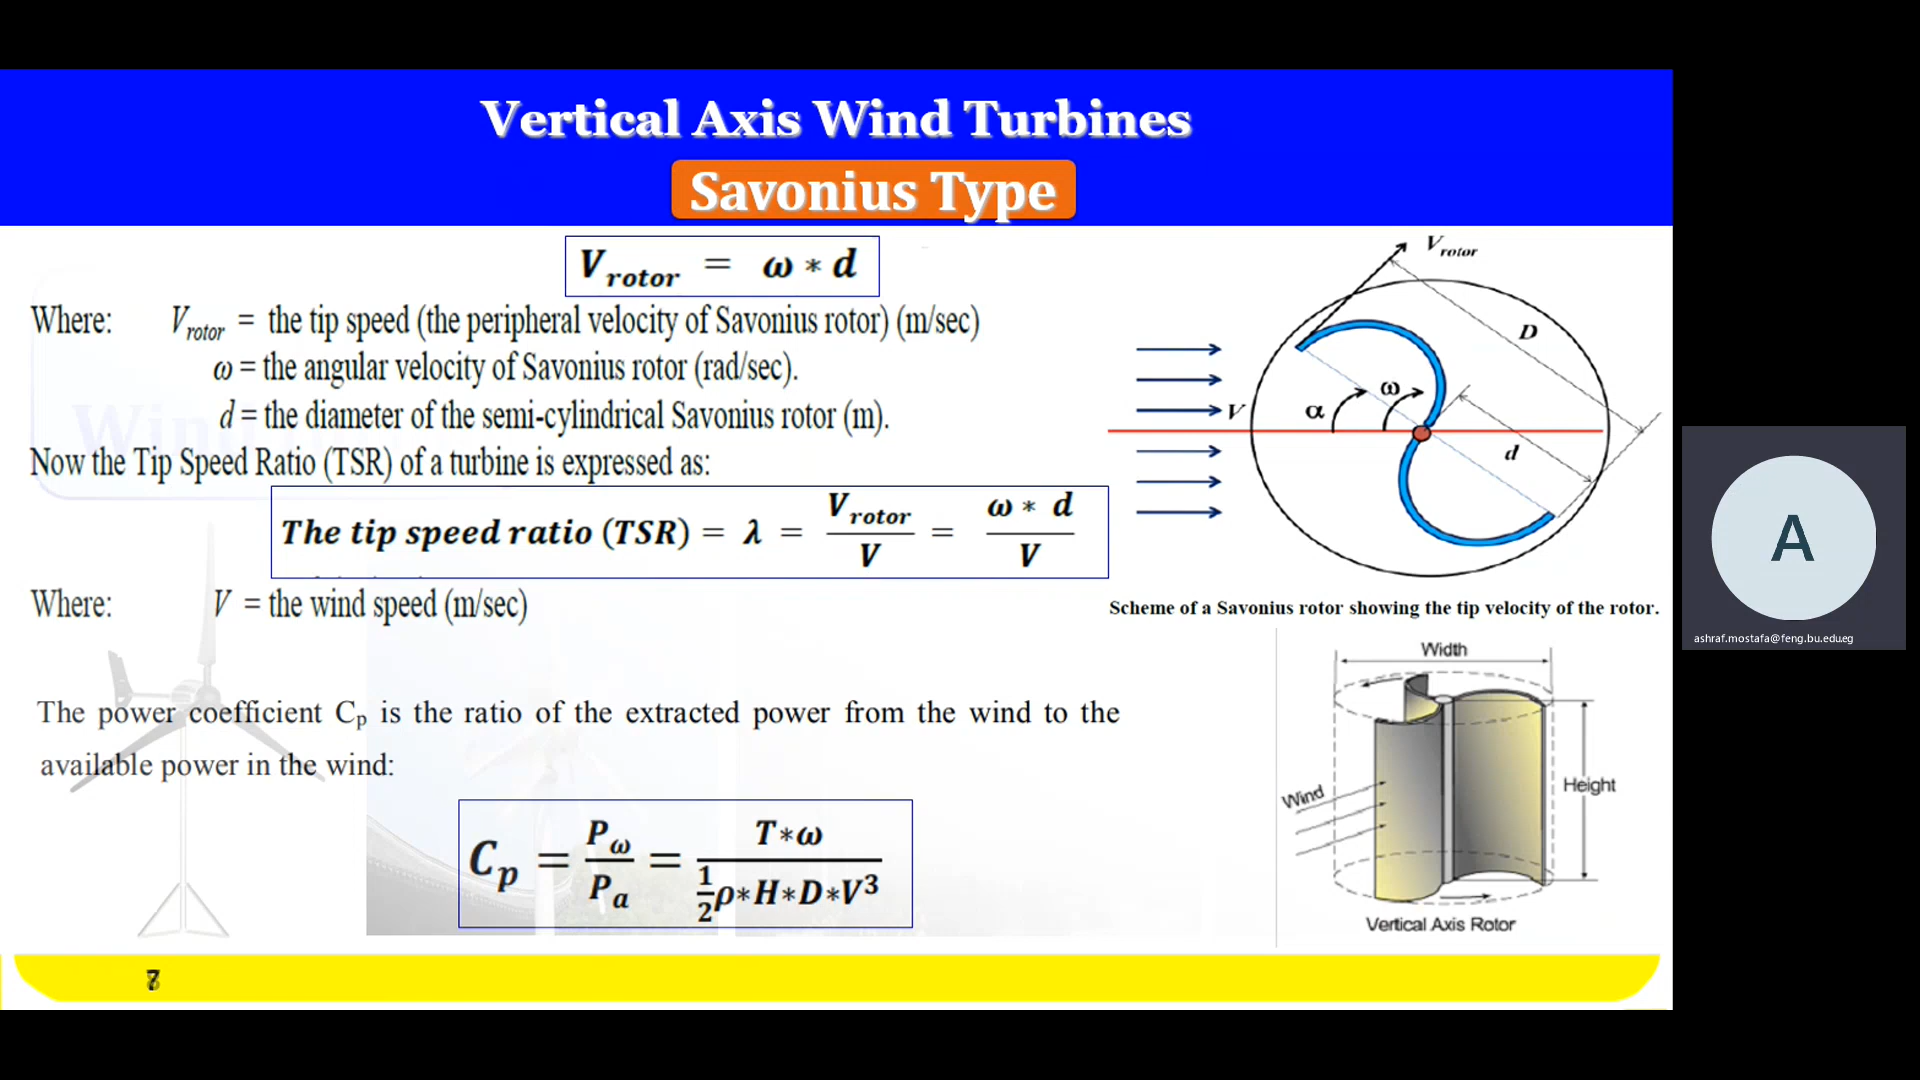 Vertical Axis Wind Turbines
Savonius Type
V_rotor = ω * d
Where: V_rotor = the tip speed (the peripheral velocity of Savonius rotor) (m/sec)
ω = the angular velocity of Savonius rotor (rad/sec).
d = the diameter of the semi-cylindrical Savonius rotor (m).
Now the Tip Speed Ratio (TSR) of a turbine is expressed as:
The tip speed ratio (TSR) = λ = V_rotor / V = ω * d / V
Where: V = the wind speed (m/sec)
The power coefficient Cp is the ratio of the extracted power from the wind to the
available power in the wind:
C_p = P_ω / P_a = T*ω / ½ρ*H*D*V³
V_rotor
D
α
ω
V
d
Scheme of a Savonius rotor showing the tip velocity of the rotor.
Width
Wind
Height
Vertical Axis Rotor
A
ashraf.mostafa@feng.bu.edu.eg